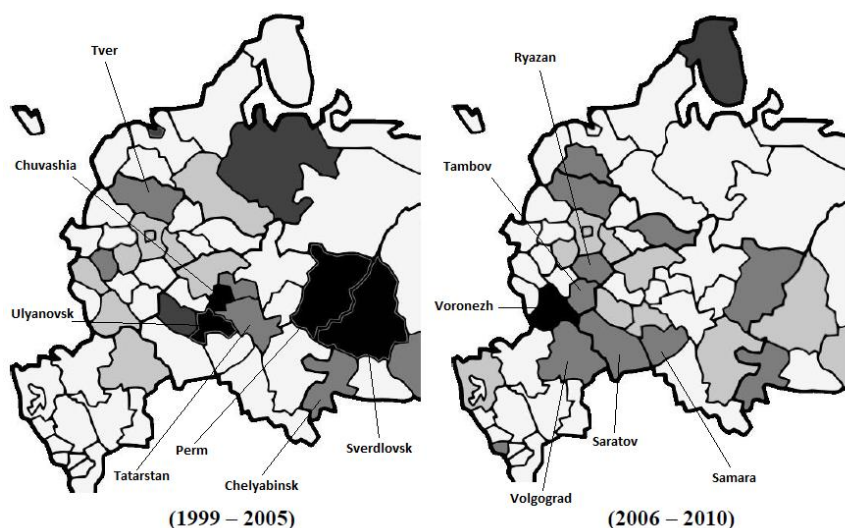 Tver
Chuvashia
Ulyanovsk
Perm
Tatarstan
Chelyabinsk
Sverdlovsk
(1999 – 2005)
Ryazan
Tambov
Voronezh
Saratov
Volgograd
Samara
(2006 – 2010)